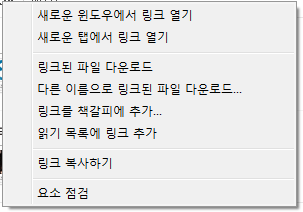 새로운 윈도우에서 링크 열기
새로운 탭에서 링크 열기
링크된 파일 다운로드
다른 이름으로 링크된 파일 다운로드...
링크를 책갈피에 추가...
읽기 목록에 링크 추가
링크 복사하기
요소 점검